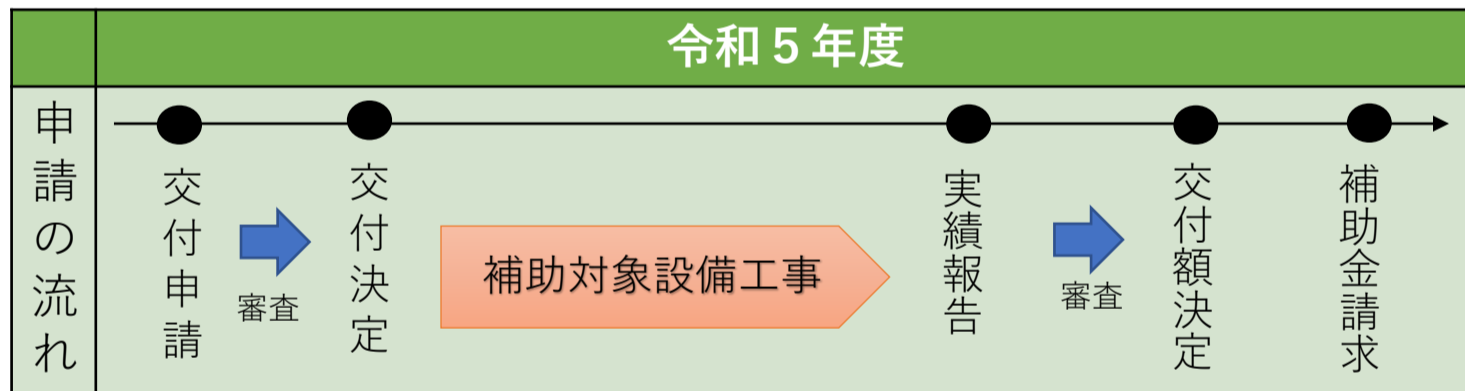 令和５年度
申請の流れ
交付申請
審査
交付決定
補助対象設備工事
実績報告
審査
交付額決定
補助金請求